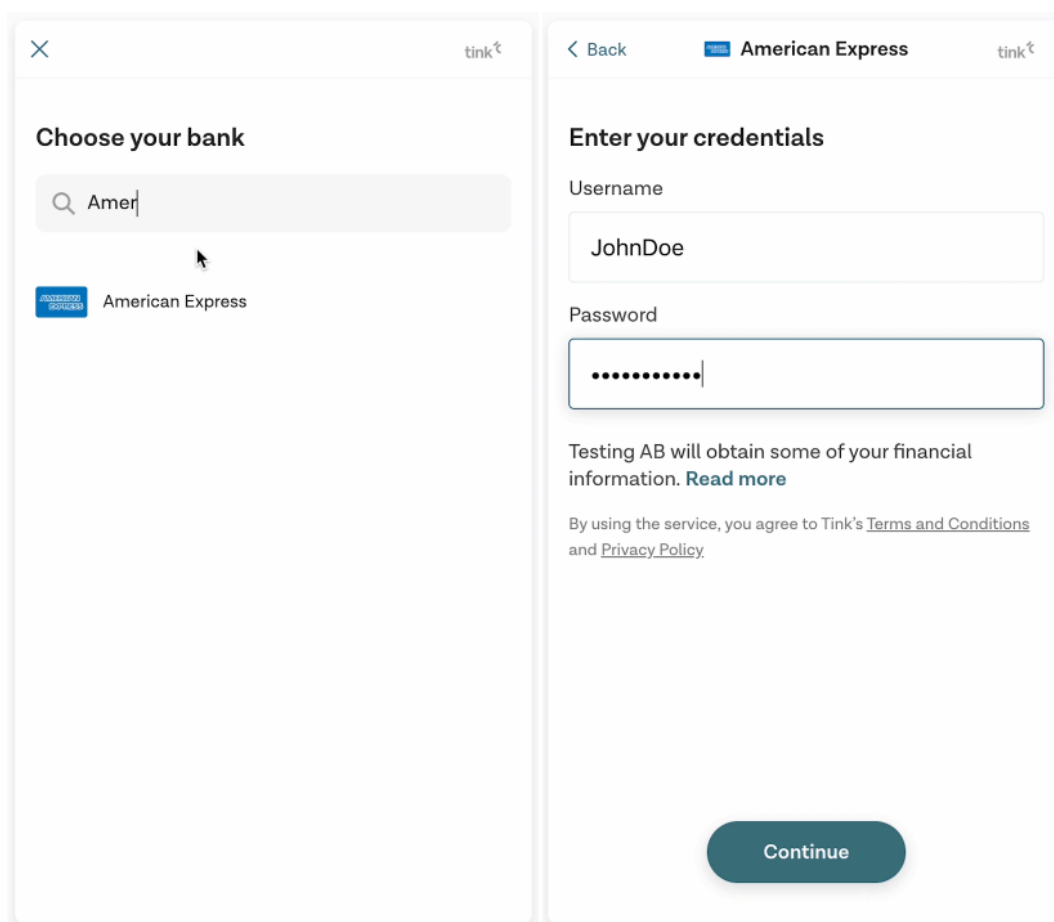 tink
Choose your bank
Amer
AMERICAN
EXPRESS
American Express
Back
American Express
tink
Enter your credentials
Username
JohnDoe
Password
•••••••••••
Testing AB will obtain some of your financial
information. Read more
By using the service, you agree to Tink's Terms and Conditions
and Privacy Policy
Continue